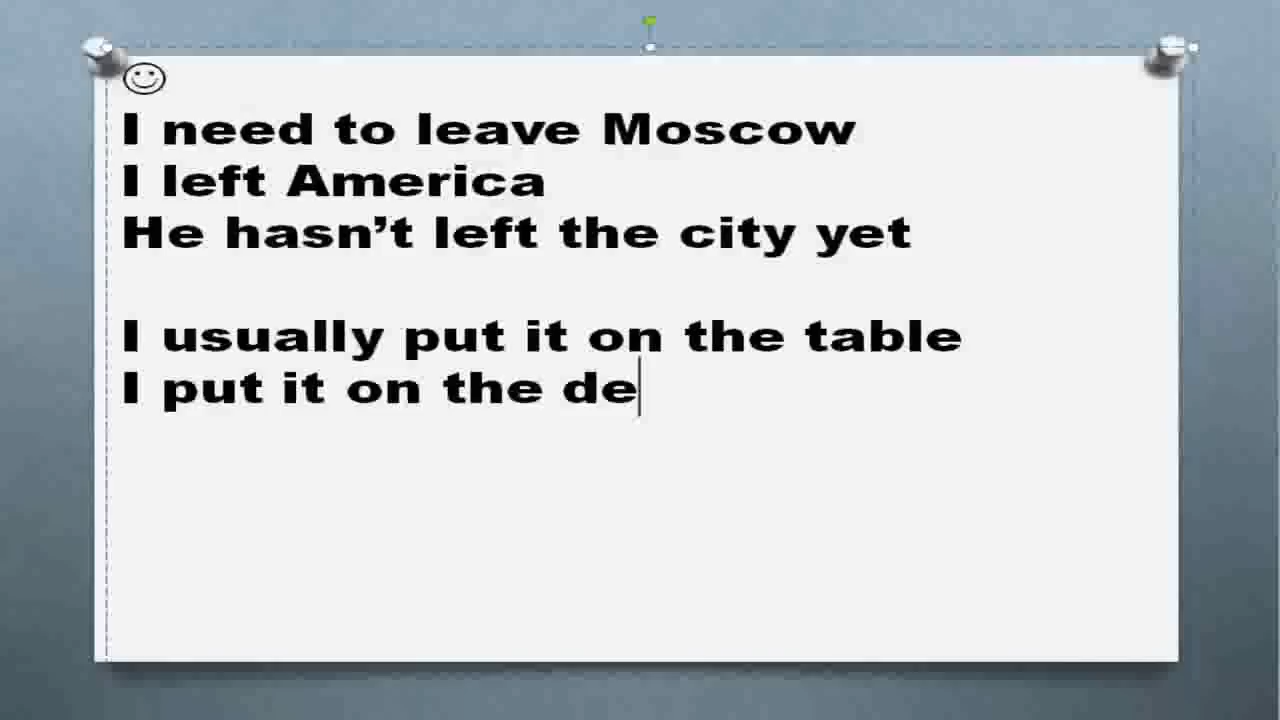 I need to leave Moscow
I left America
He hasn’t left the city yet
I usually put it on the table
I put it on the de